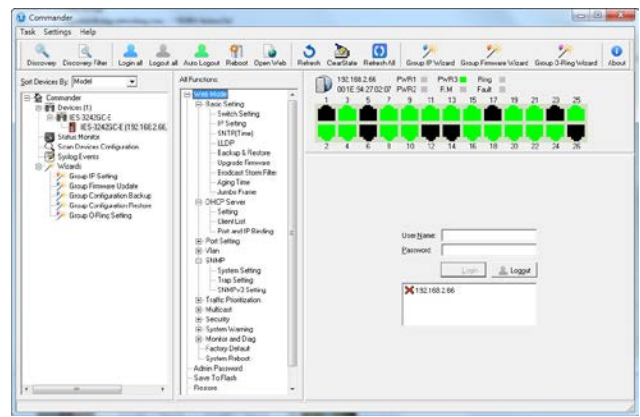 Commander
Task Settings Help
Discovery Discovery Filter Login all Logout all Auto Logout Reboot Open Web Refresh ClearState Refresh All Group IP Wizard Group Firmware Wizard Group O-Ring Wizard About
Sort Devices By: Model
Commander
Devices (1)
IES-3242GC-E
IES-3242GC-E (192.168.2.66,
Status Monitor
Scan Devices Configuration
Syslog Events
Wizards
Group IP Setting
Group Firmware Update
Group Configuration Backup
Group Configuration Restore
Group O-Ring Setting
All Functions:
Web Mode
Basic Setting
Switch Setting
IP Setting
SNTP(Time)
LLDP
Backup & Restore
Upgrade Firmware
Brodcast Storm Filter
Aging Time
Jumbo Frame
DHCP Server
Setting
Client List
Port and IP Binding
Port Setting
Vlan
SNMP
System Setting
Trap Setting
SNMPv3 Setting
Traffic Prioritization
Multicast
Security
System Warning
Monitor and Diag
Factory Default
System Reboot
Admin Password
Save To Flash
Restore
192.168.2.66 PWR1 PWR3 Ring
001E.94:27:02:07 PWR2 R.M Fault
1 3 5 7 9 11 13 15 17 19 21 23 25
2 4 6 8 10 12 14 16 18 20 22 24 26
User Name:
Password:
Login Logout
192.168.2.66